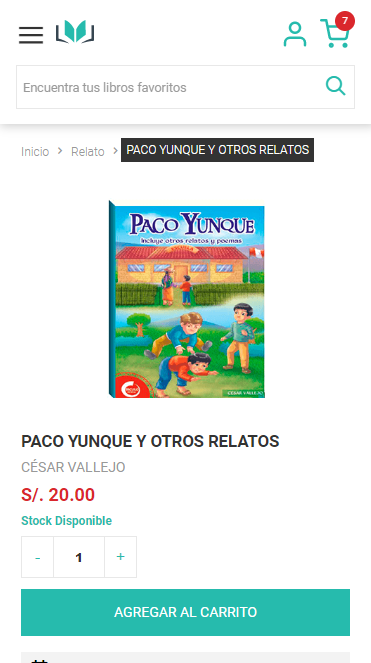 7
Encuentra tus libros favoritos
Inicio > Relato > PACO YUNQUE Y OTROS RELATOS
PACO YUNQUE
Incluye otros relatos y poemas
CÉSAR VALLEJO
PACO YUNQUE Y OTROS RELATOS
CÉSAR VALLEJO
S/. 20.00
Stock Disponible
- 1 +
AGREGAR AL CARRITO